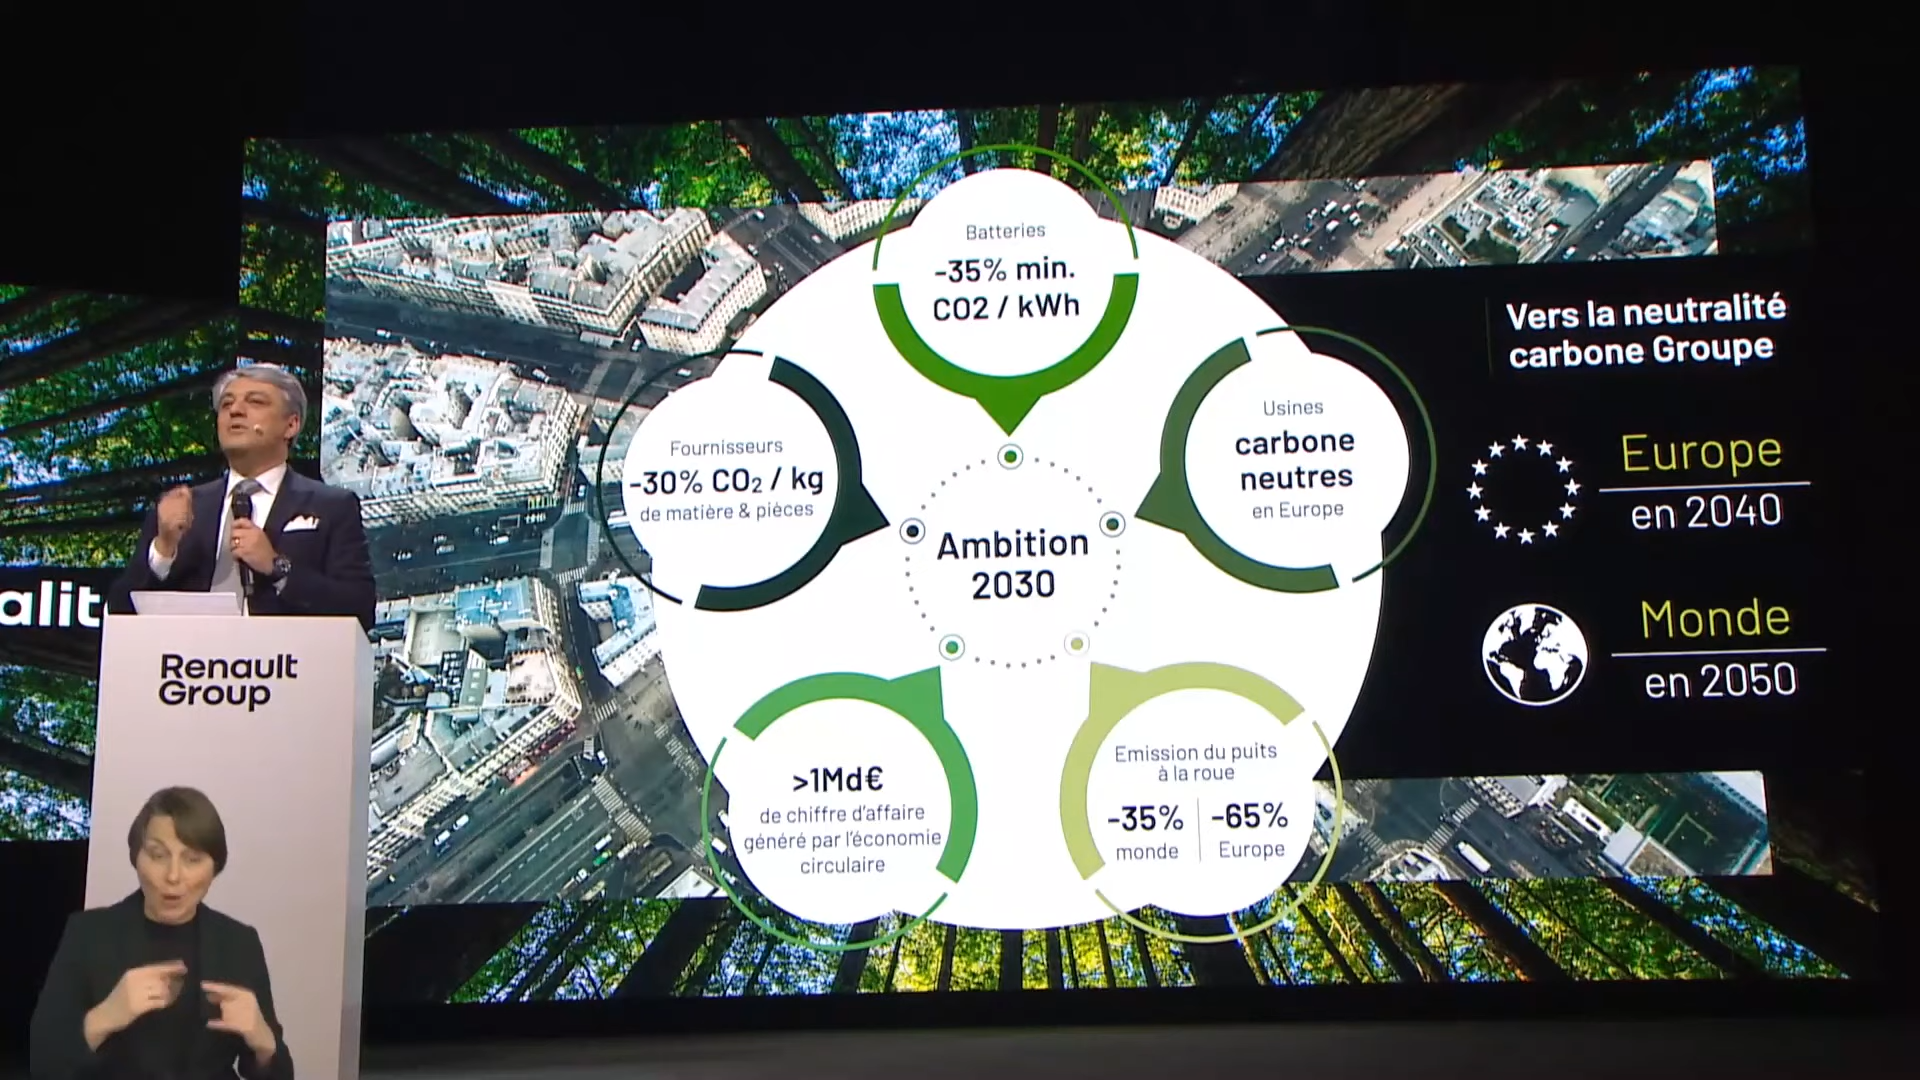 Batteries
-35% min.
CO2 / kWh
Usines
carbone
neutres
en Europe
Fournisseurs
-30% CO₂ / kg
de matière & pièces
Ambition
2030
>1Md€
de chiffre d'affaire
généré par l'économie
circulaire
Emission du puits
à la roue
-35%
monde
-65%
Europe
Vers la neutralité
carbone Groupe
Europe
en 2040
Monde
en 2050
alit
Renault
Group